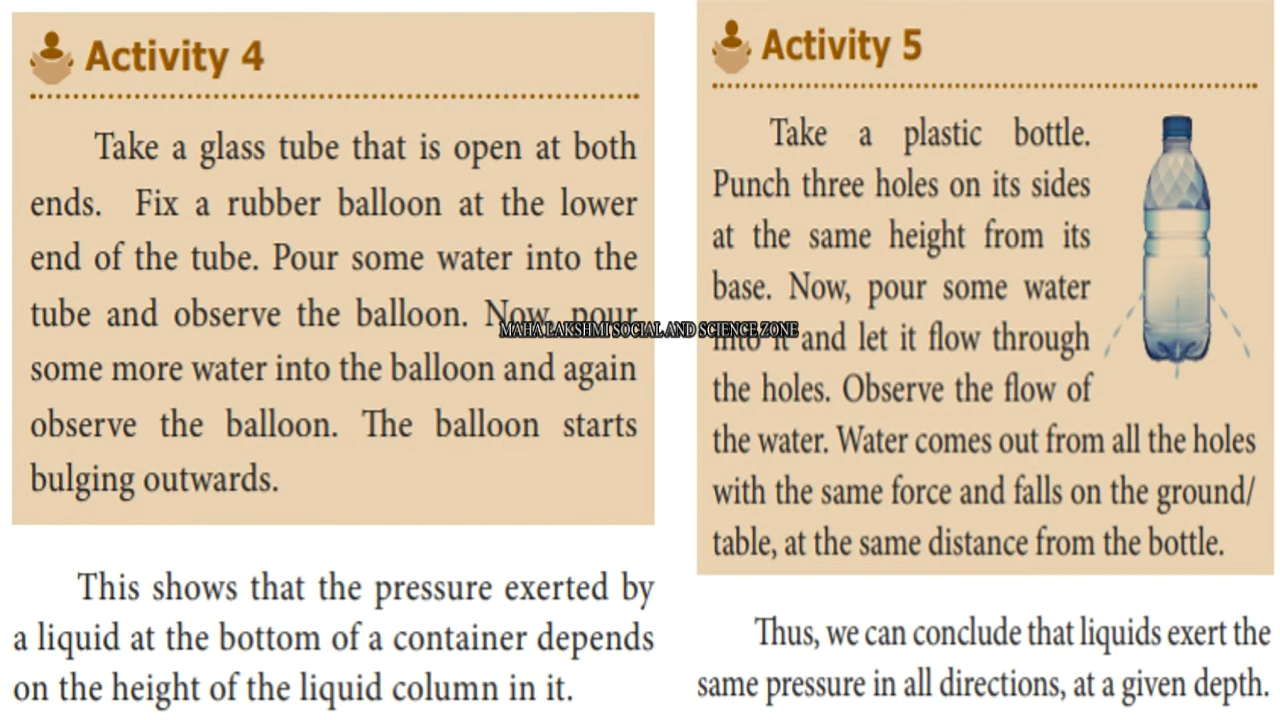 Activity 4
Take a glass tube that is open at both
ends. Fix a rubber balloon at the lower
end of the tube. Pour some water into the
tube and observe the balloon. Now, pour
some more water into the balloon and again
observe the balloon. The balloon starts
bulging outwards.
This shows that the pressure exerted by
a liquid at the bottom of a container depends
on the height of the liquid column in it.
MAHA LAKSHMI SOCIAL AND SCIENCE ZONE
Activity 5
Take a plastic bottle.
Punch three holes on its sides
at the same height from its
base. Now, pour some water
into it and let it flow through
the holes. Observe the flow of
the water. Water comes out from all the holes
with the same force and falls on the ground/
table, at the same distance from the bottle.
Thus, we can conclude that liquids exert the
same pressure in all directions, at a given depth.